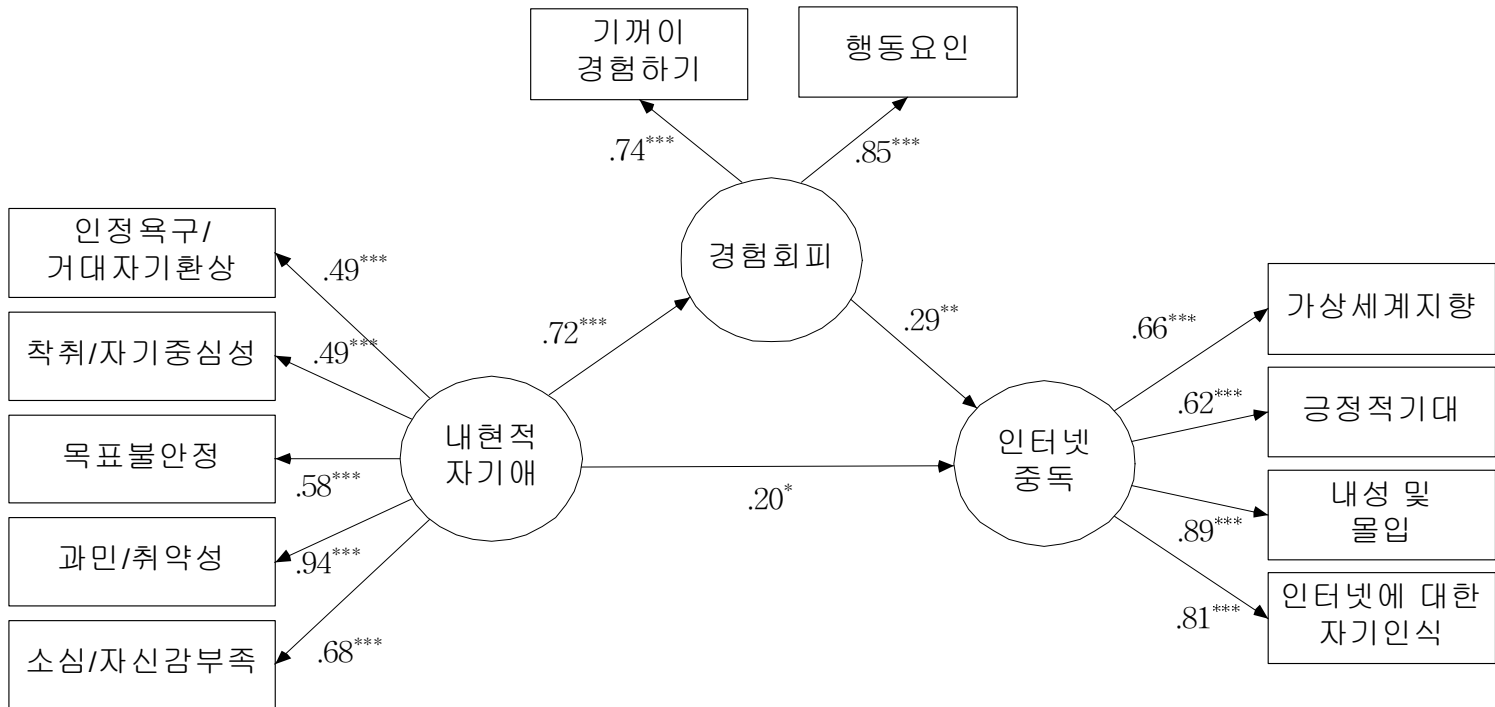 기꺼이
경험하기
행동요인
.74***
.85***
인정욕구/
거대자기환상
.49***
경험회피
가상세계지향
.72***
.29**
.66***
착취/자기중심성
.49***
긍정적기대
.62***
목표불안정
.58***
내현적
자기애
.20*
인터넷
중독
내성 및
몰입
.89***
과민/취약성
.94***
인터넷에 대한
자기인식
.81***
소심/자신감부족
.68***